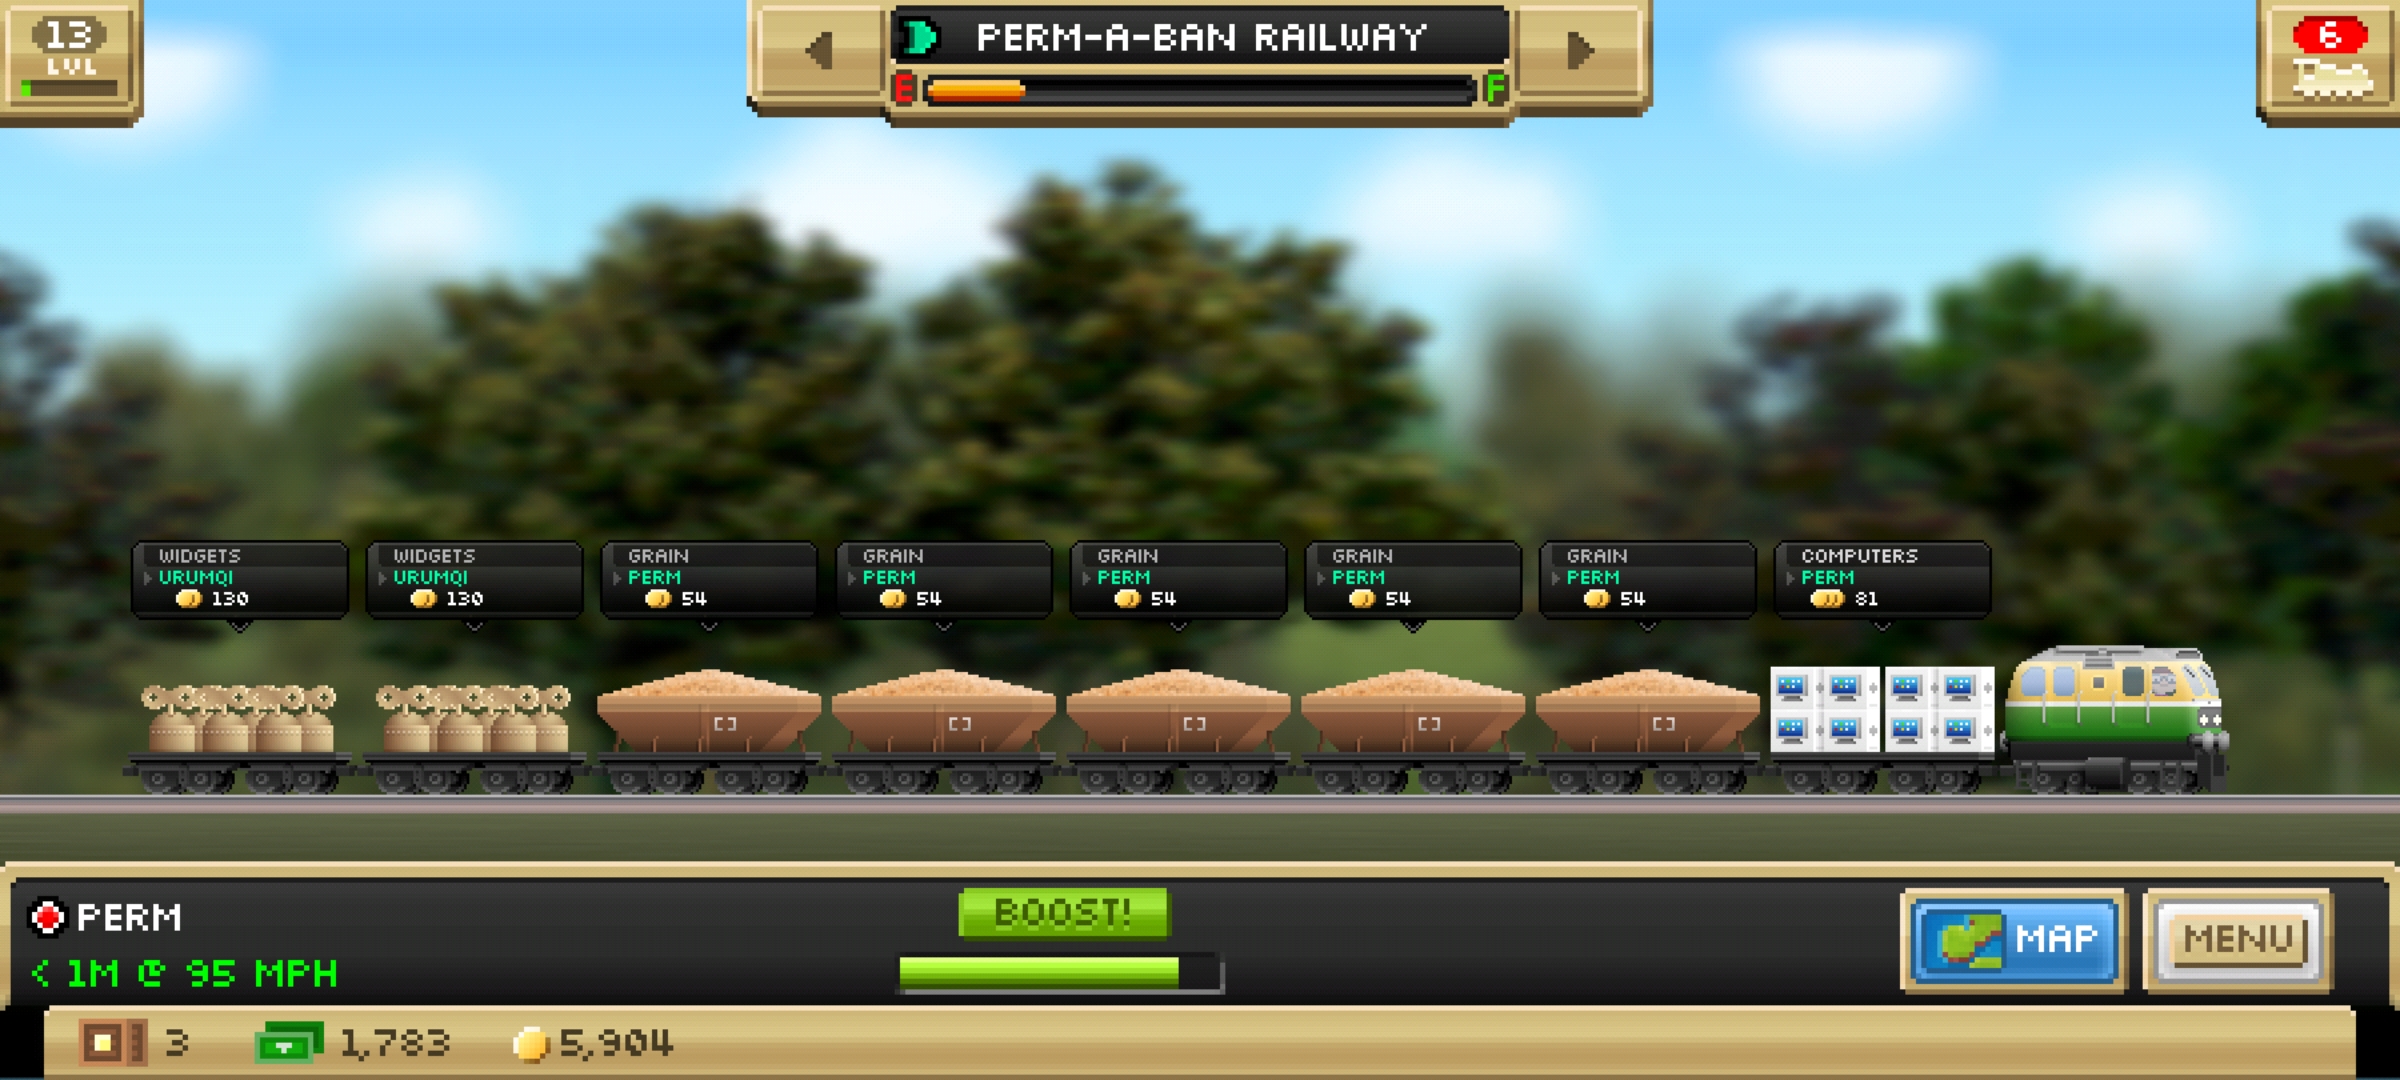 13
LVL
PERM-A-BAN RAILWAY
E
F
6
WIDGETS
URUMQI
130
WIDGETS
URUMQI
130
GRAIN
PERM
54
GRAIN
PERM
54
GRAIN
PERM
54
GRAIN
PERM
54
GRAIN
PERM
54
COMPUTERS
PERM
81
PERM
< 1M @ 95 MPH
BOOST!
MAP
MENU
3
1,783
5,904